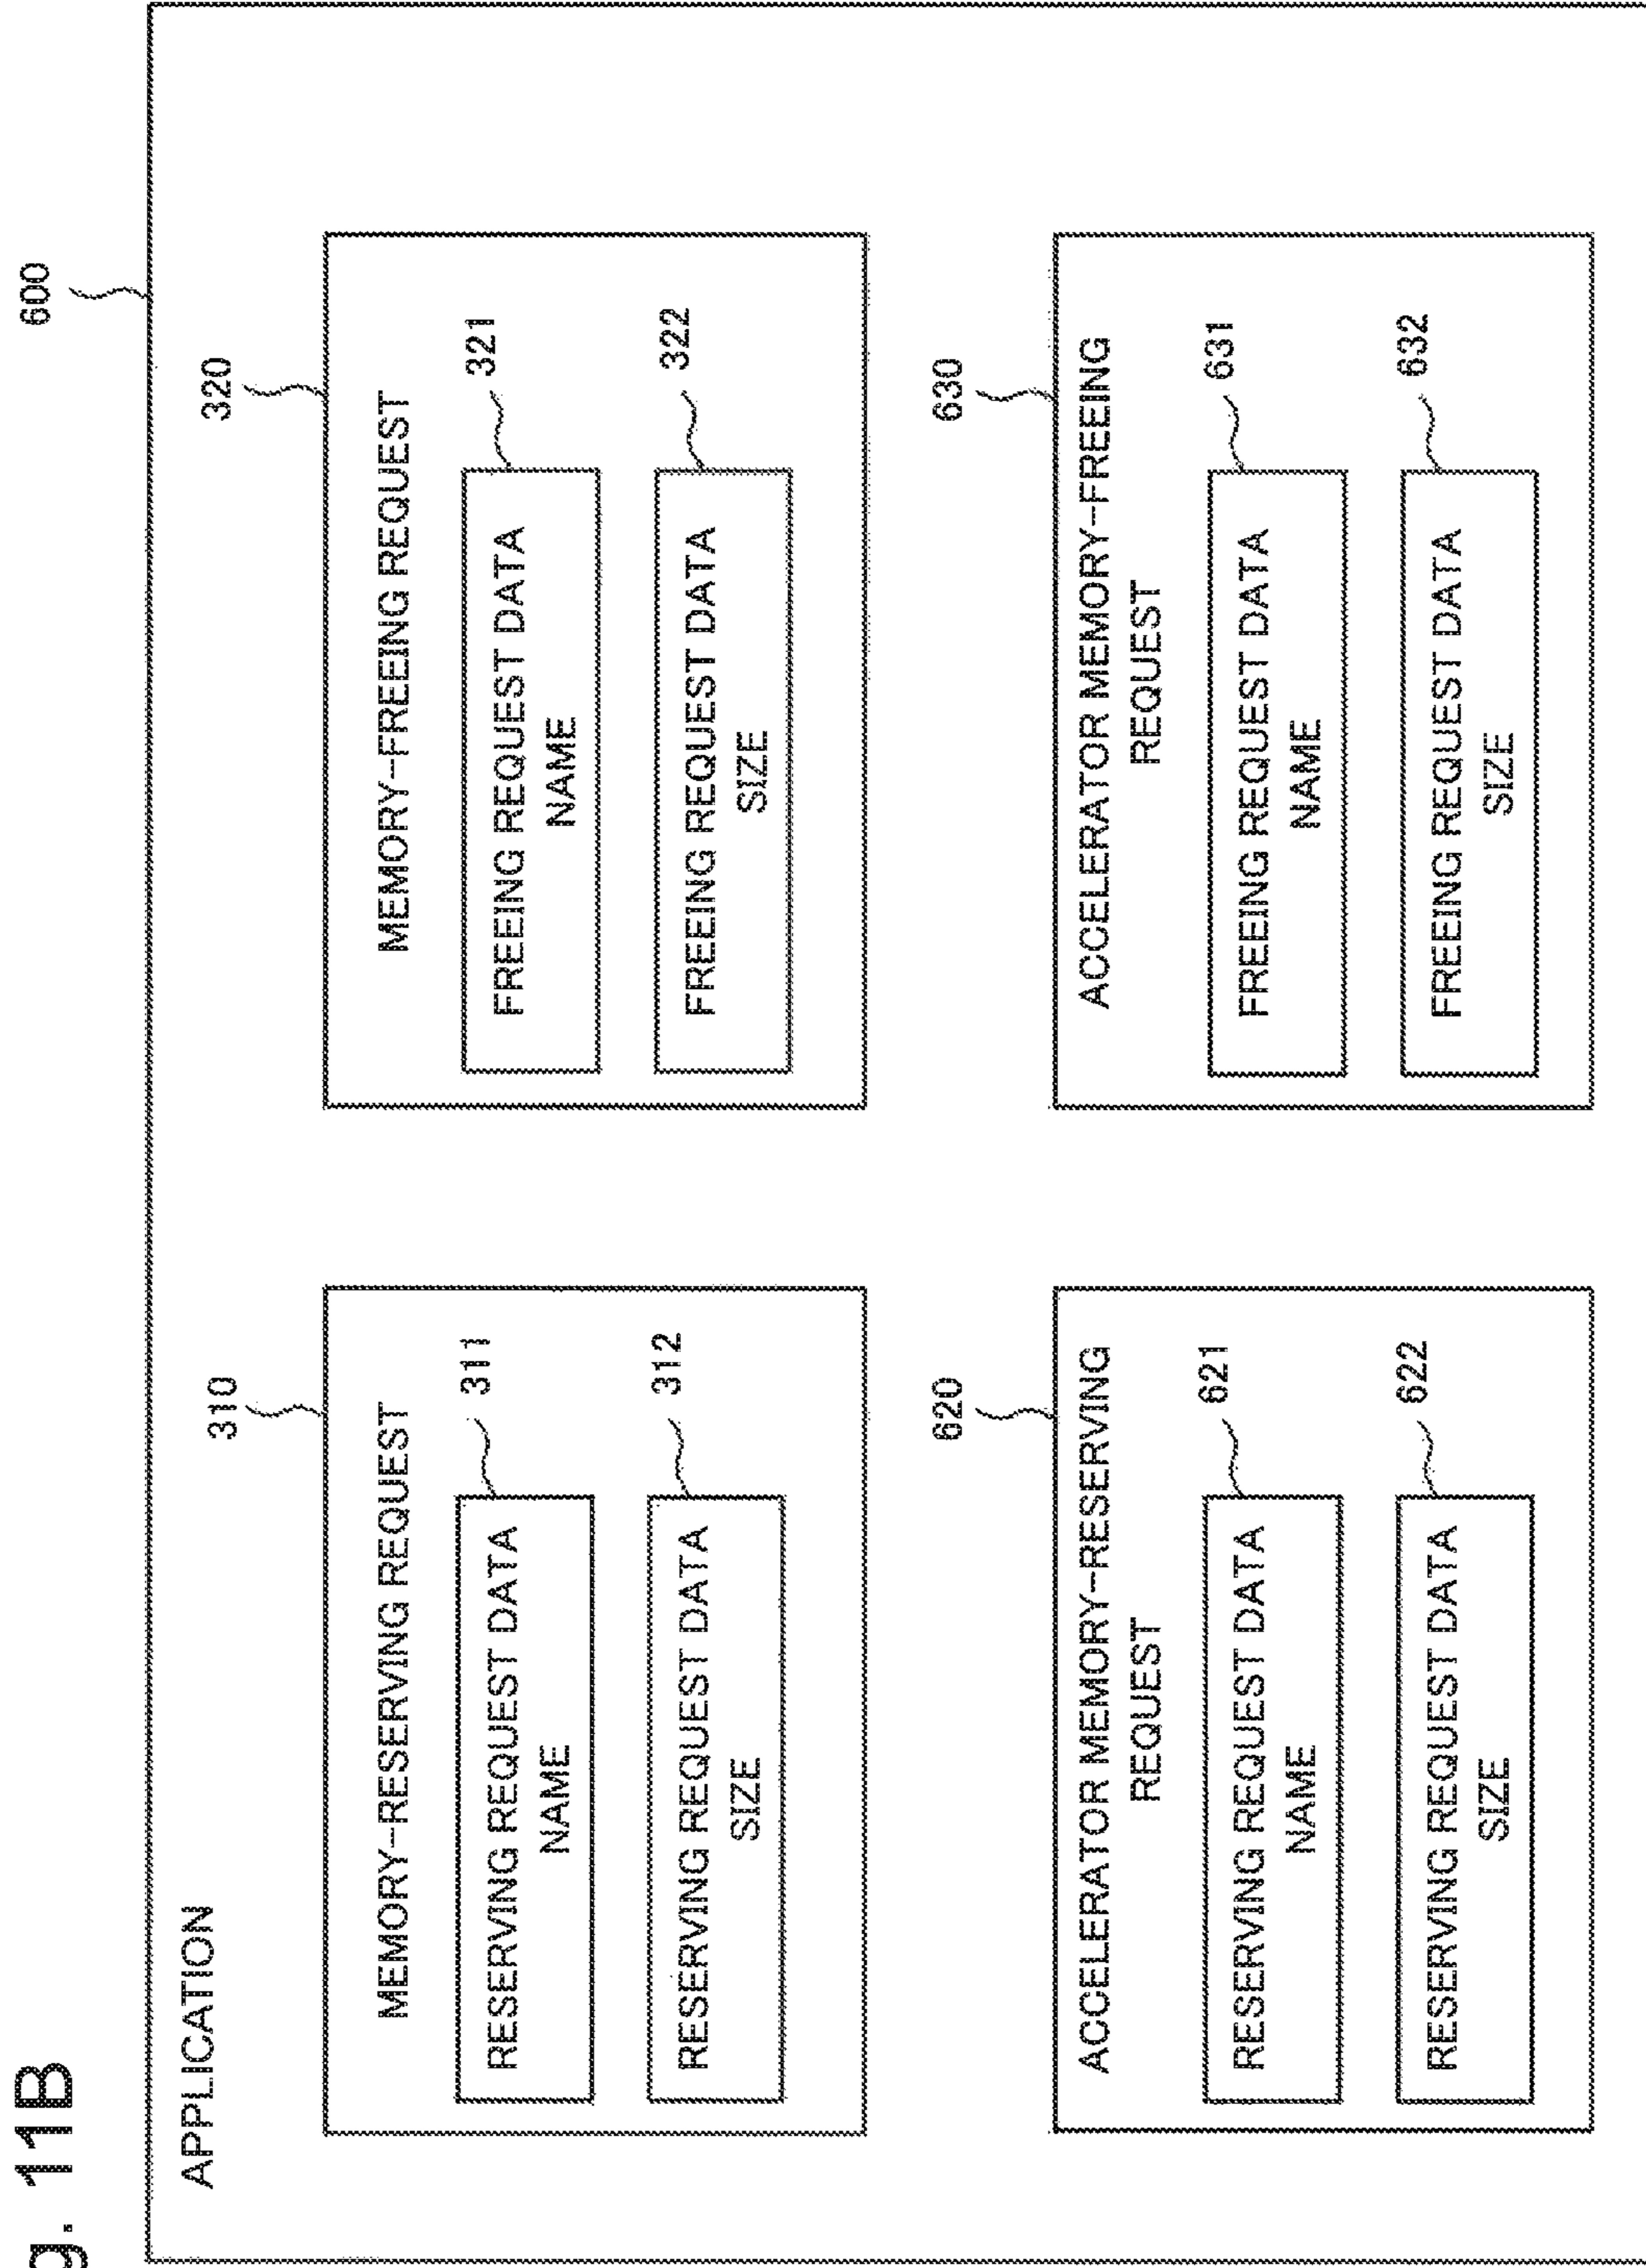 g. 11B
600
APPLICATION
310
MEMORY-RESERVING REQUEST
RESERVING REQUEST DATA
NAME
311
RESERVING REQUEST DATA
SIZE
312
320
MEMORY-FREEING REQUEST
FREEING REQUEST DATA
NAME
321
FREEING REQUEST DATA
SIZE
322
620
ACCELERATOR MEMORY-RESERVING
REQUEST
RESERVING REQUEST DATA
NAME
621
RESERVING REQUEST DATA
SIZE
622
630
ACCELERATOR MEMORY-FREEING
REQUEST
FREEING REQUEST DATA
NAME
631
FREEING REQUEST DATA
SIZE
632